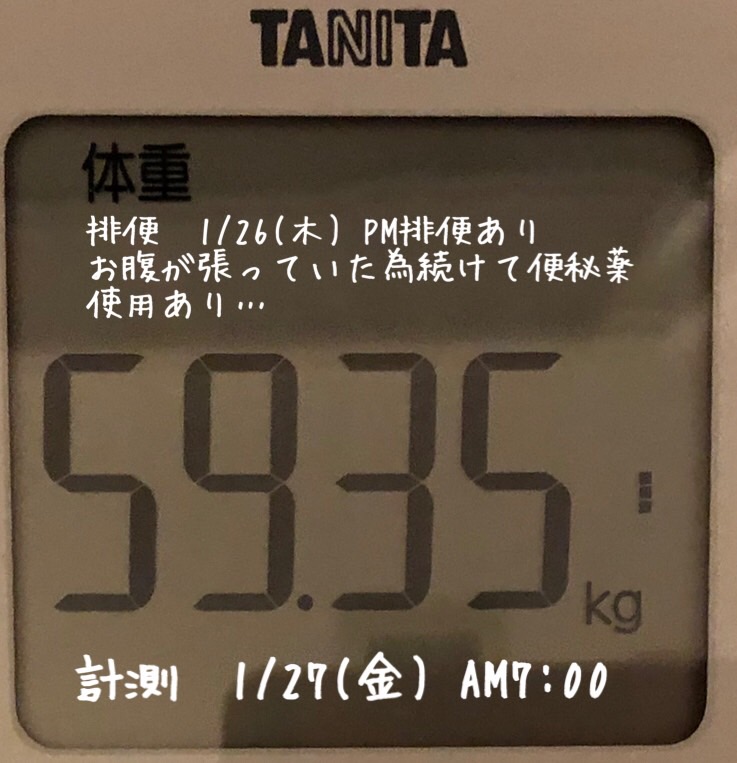 TANITA
体重
排便　1/26(木) PM排便あり
お腹が張っていた為続けて便秘薬
使用あり…
59.35 kg
計測　1/27(金) AM7:00